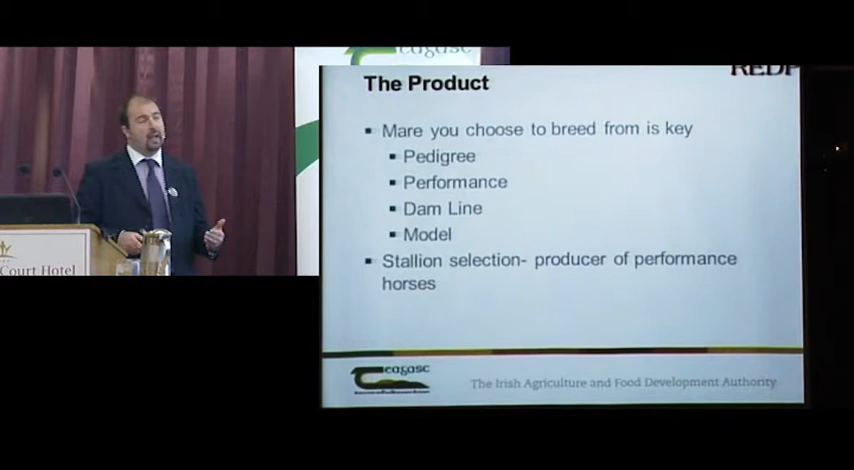 The Product
REDP
▪ Mare you choose to breed from is key
▪ Pedigree
▪ Performance
▪ Dam Line
▪ Model
▪ Stallion selection- producer of performance
horses
Court Hotel
teagasc
The Irish Agriculture and Food Development Authority